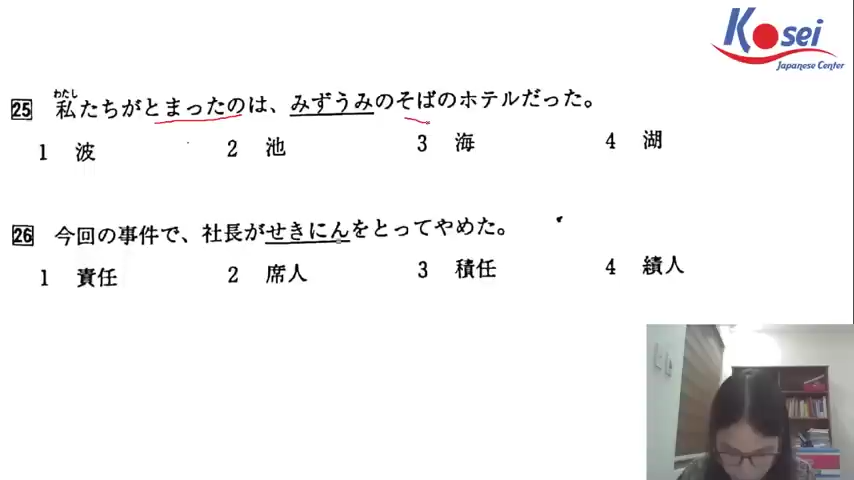 Kosei
Japanese Center
わたし
25 私たちがとまったのは、みずうみのそばのホテルだった。
1 波 2 池 3 海 4 湖
26 今回の事件で、社長がせきにんをとってやめた。
1 責任 2 席人 3 積任 4 績人